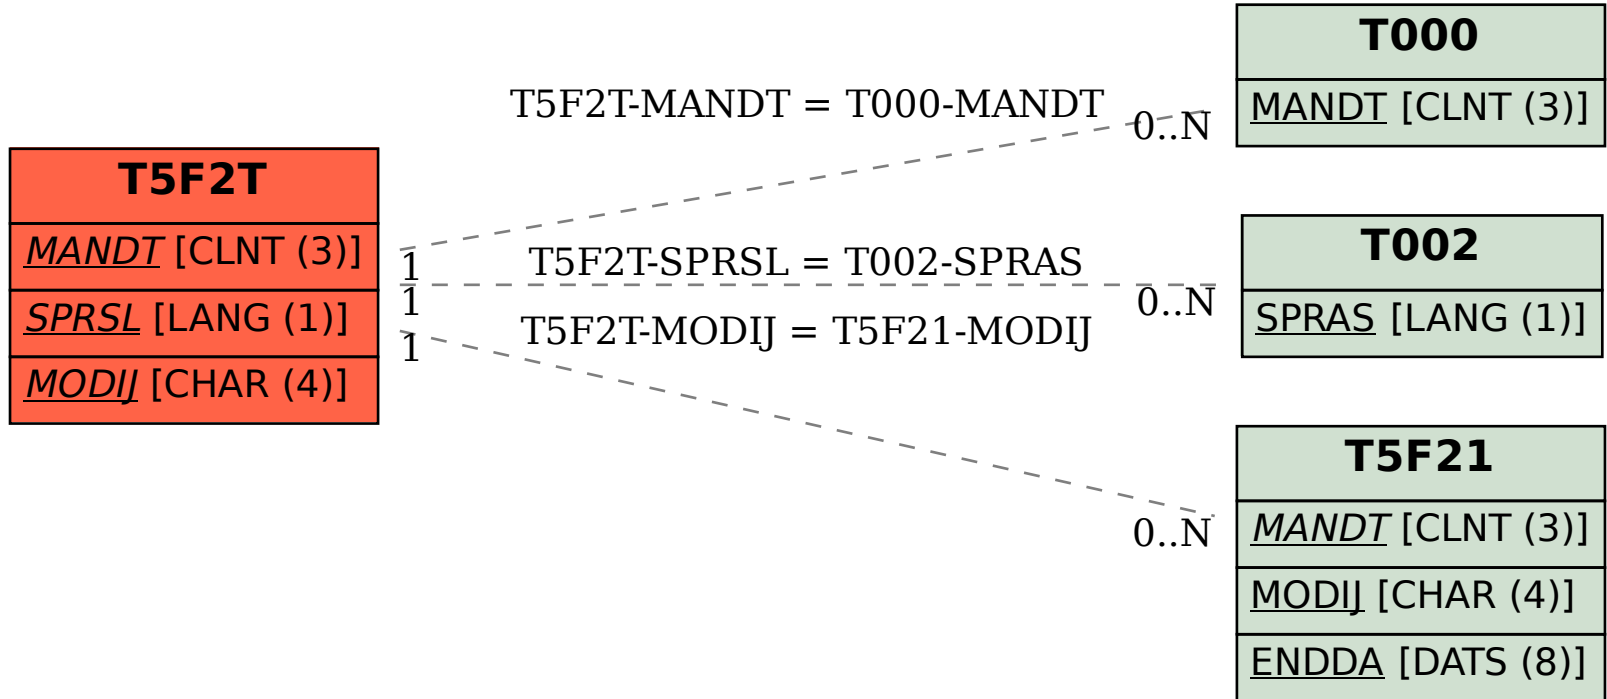 T5F2T
MANDT [CLNT (3)]
SPRSL [LANG (1)]
MODIJ [CHAR (4)]
T5F2T-MANDT = T000-MANDT
0..N
1
T5F2T-SPRSL = T002-SPRAS
1
0..N
T5F2T-MODIJ = T5F21-MODIJ
1
0..N
T000
MANDT [CLNT (3)]
T002
SPRAS [LANG (1)]
T5F21
MANDT [CLNT (3)]
MODIJ [CHAR (4)]
ENDDA [DATS (8)]